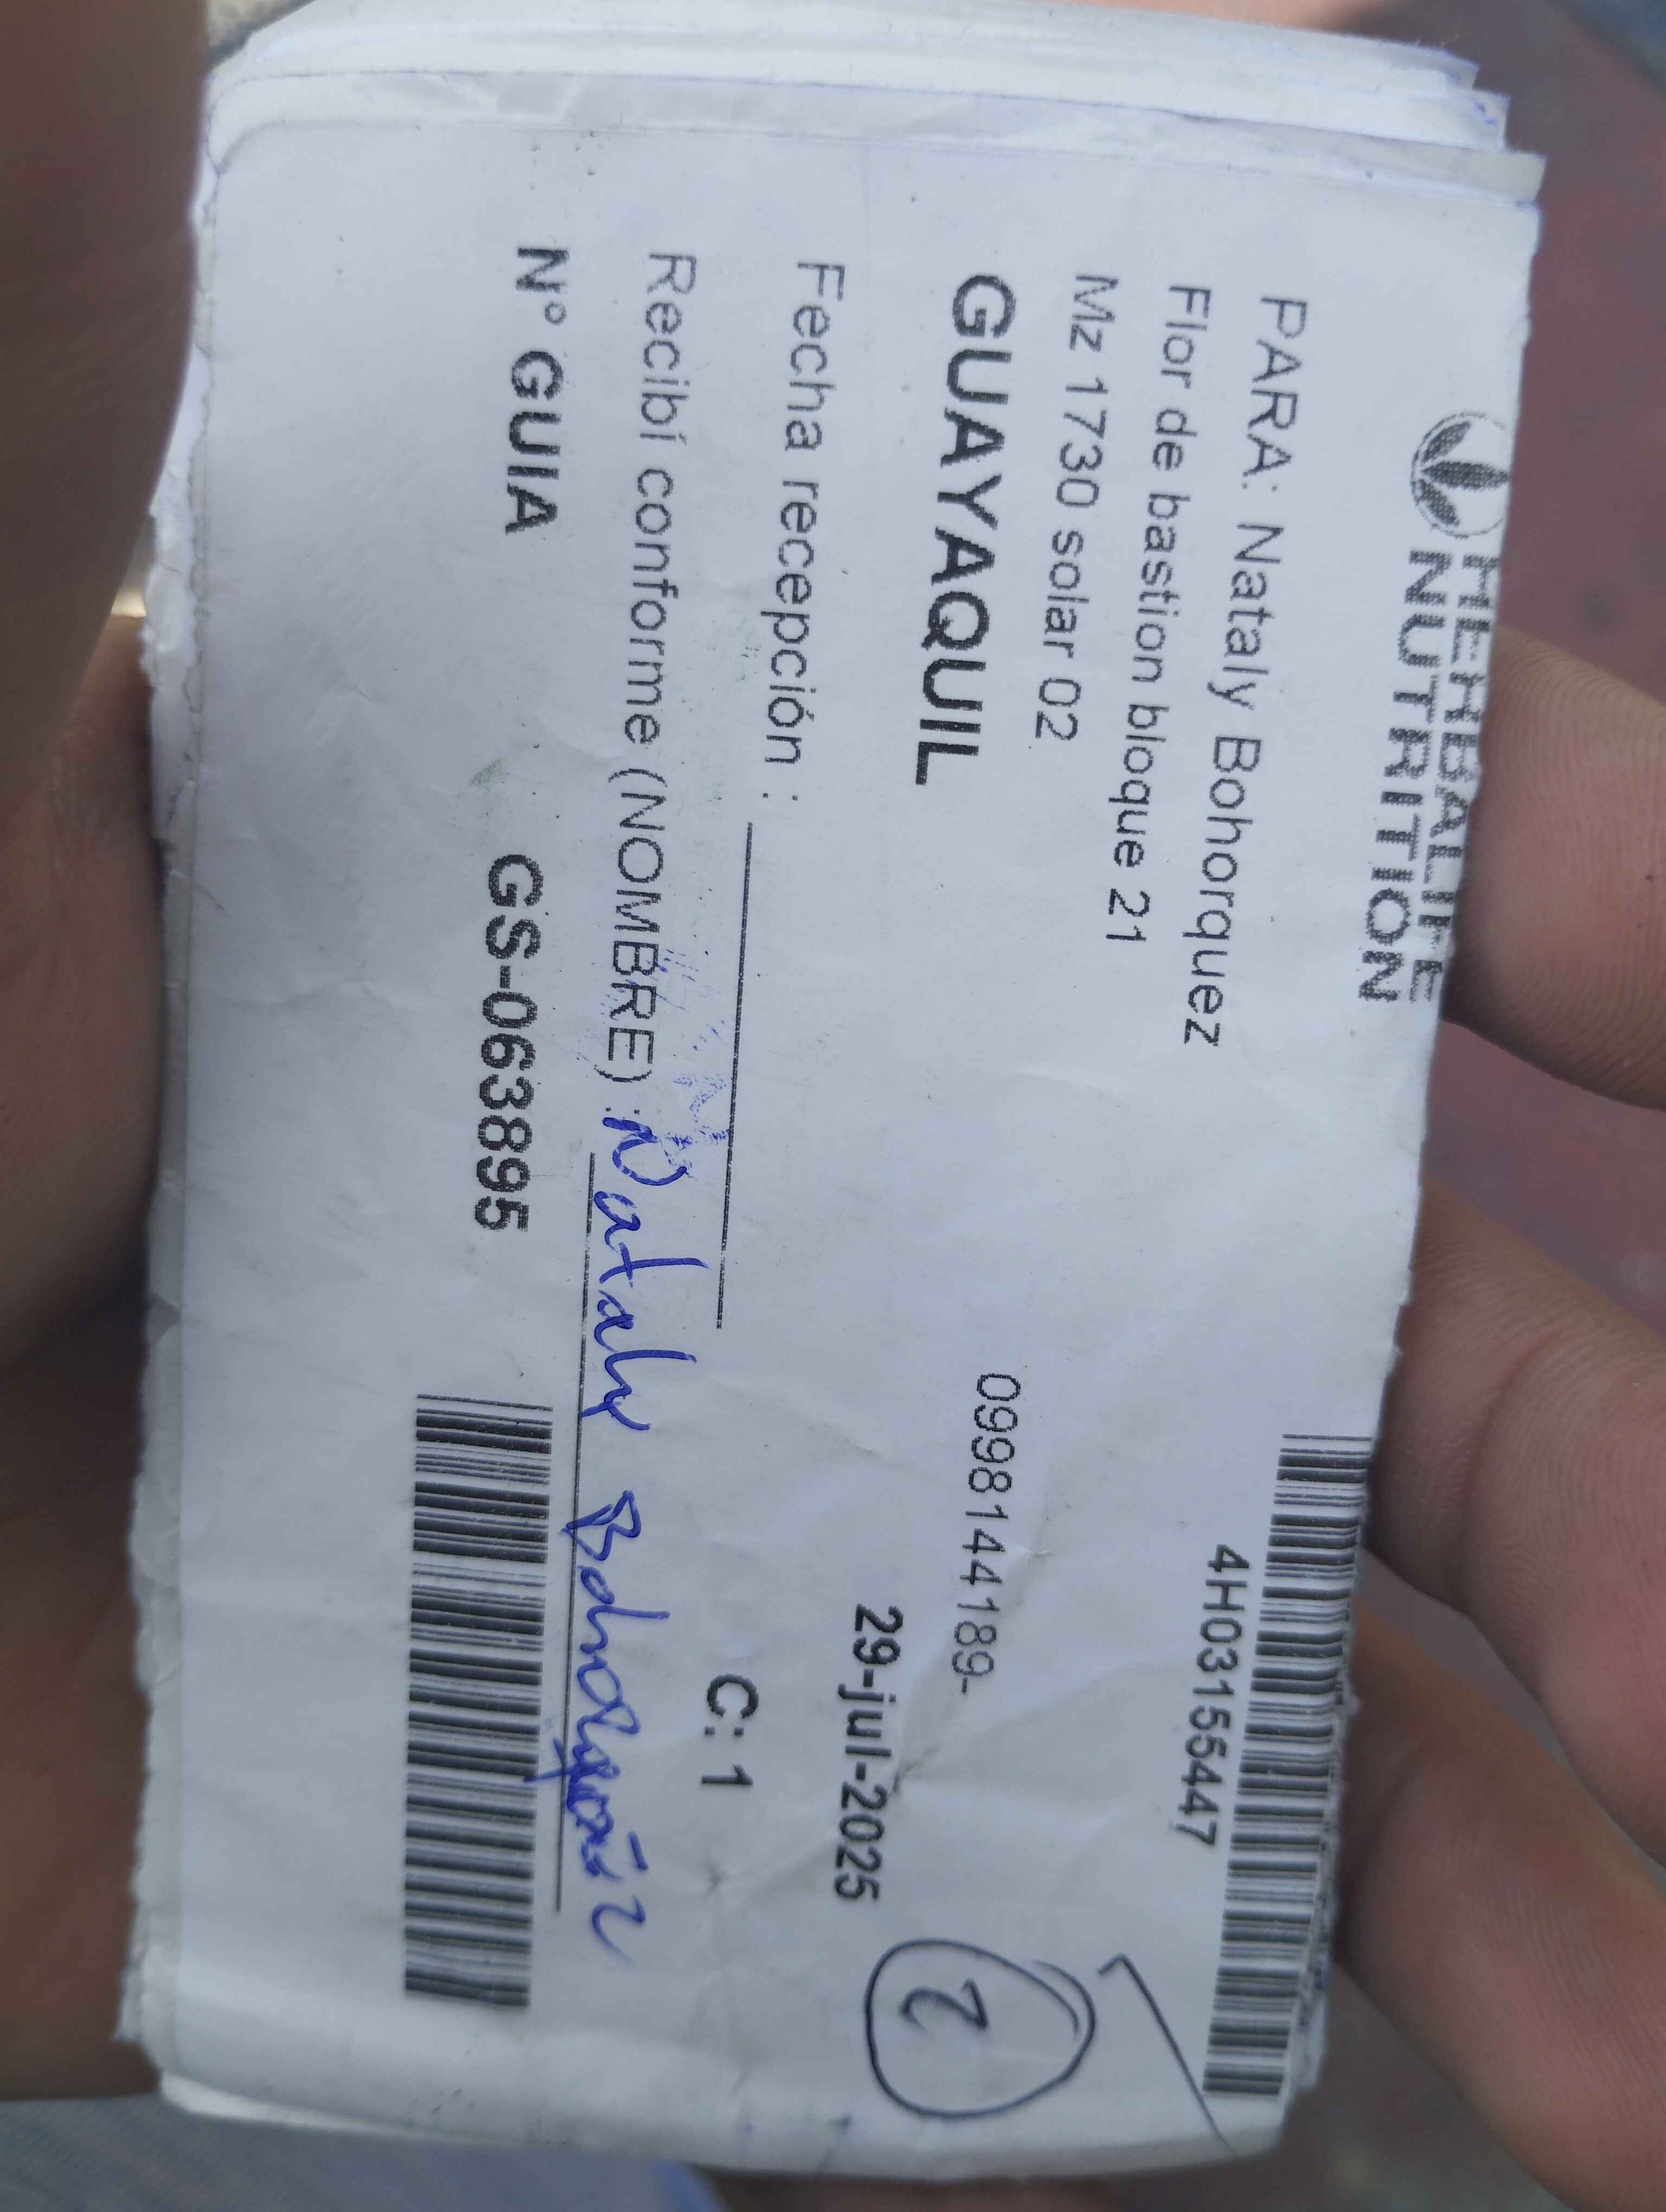 HERBALIFE
NUTRITION
4H03155447
PARA: Nataly Bohorquez
Flor de bastion bloque 21
Mz 1730 solar 02
GUAYAQUIL 0998144189-
29-jul-2025
Fecha recepción :
C: 1
Recibí conforme (NOMBRE): Nataly
N° GUIA GS-063895